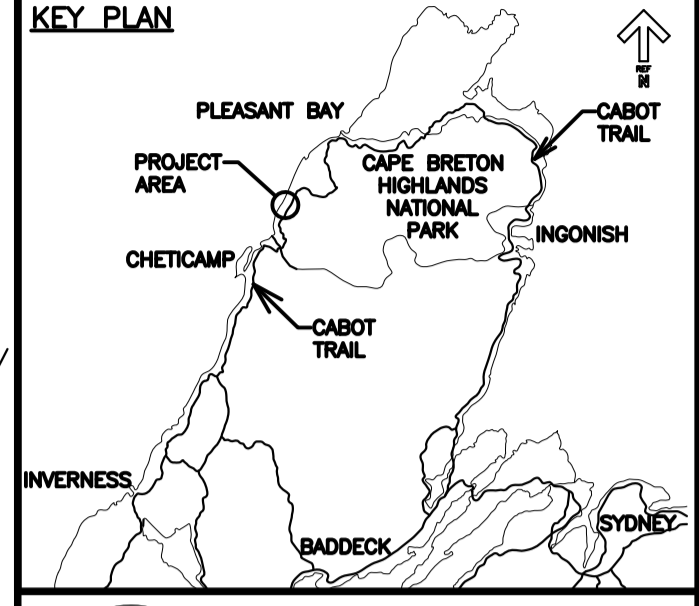 KEY PLAN
REF
N
PLEASANT BAY
CABOT
TRAIL
PROJECT
AREA
CAPE BRETON
HIGHLANDS
NATIONAL
PARK
INGONISH
CHETICAMP
CABOT
TRAIL
INVERNESS
SYDNEY
BADDECK